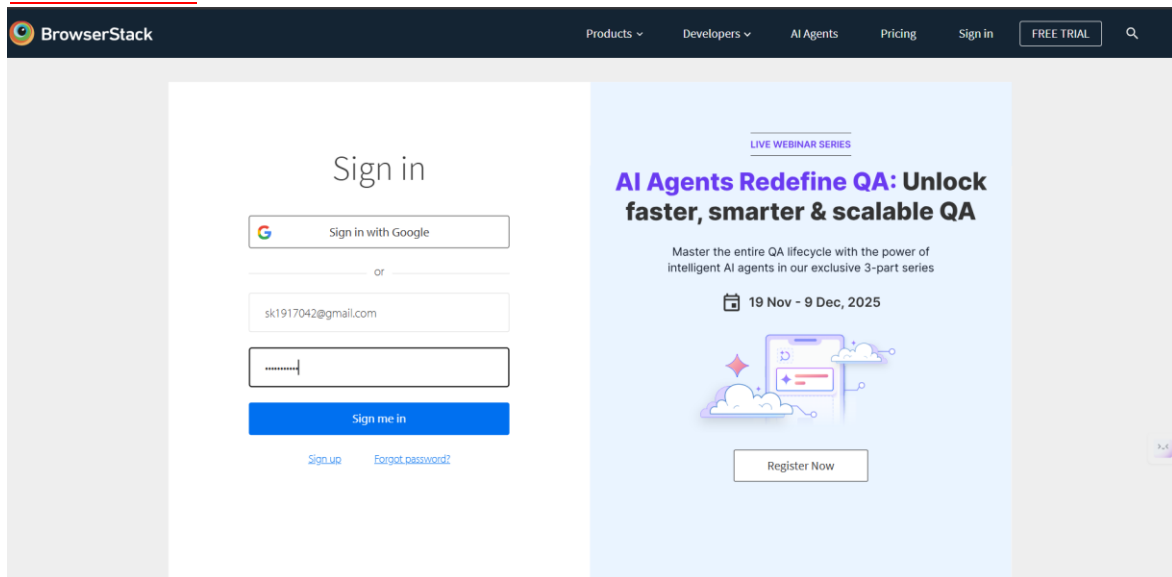 BrowserStack
Products
Developers
AI Agents
Pricing
Sign in
FREE TRIAL
Sign in
Sign in with Google
or
sk1917042@gmail.com
Sign me in
Sign up
Forgot password?
LIVE WEBINAR SERIES
AI Agents Redefine QA: Unlock
faster, smarter & scalable QA
Master the entire QA lifecycle with the power of
intelligent AI agents in our exclusive 3-part series
19 Nov - 9 Dec, 2025
Register Now